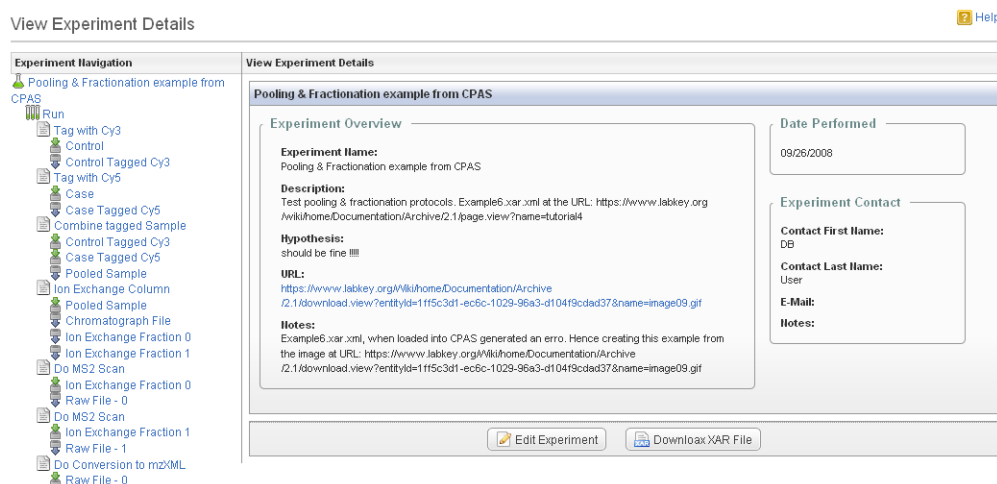 View Experiment Details
Help
Experiment Navigation
Pooling & Fractionation example from
CPAS
Run
Tag with Cy3
Control
Control Tagged Cy3
Tag with Cy5
Case
Case Tagged Cy5
Combine tagged Sample
Control Tagged Cy3
Case Tagged Cy5
Pooled Sample
Ion Exchange Column
Pooled Sample
Chromatograph File
Ion Exchange Fraction 0
Ion Exchange Fraction 1
Do MS2 Scan
Ion Exchange Fraction 0
Raw File - 0
Do MS2 Scan
Ion Exchange Fraction 1
Raw File - 1
Do Conversion to mzXML
Raw File - 0
View Experiment Details
Pooling & Fractionation example from CPAS
Experiment Overview
Experiment Name:
Pooling & Fractionation example from CPAS
Description:
Test pooling & fractionation protocols. Example6.xar.xml at the URL: https://www.labkey.org
/wiki/home/Documentation/Archive/2.1/page.view?name=tutorial4
Hypothesis:
should be fine !!!!!
URL:
https://www.labkey.org/Wiki/home/Documentation/Archive
/2.1/download.view?entityId=1ff5c3d1-ec6c-1029-96a3-d104f9cdad37&name=image09.gif
Notes:
Example6.xar.xml, when loaded into CPAS generated an erro. Hence creating this example from
the image at URL: https://www.labkey.org/Wiki/home/Documentation/Archive
/2.1/download.view?entityId=1ff5c3d1-ec6c-1029-96a3-d104f9cdad37&name=image09.gif
Date Performed
09/26/2008
Experiment Contact
Contact First Name:
DB
Contact Last Name:
User
E-Mail:
Notes:
Edit Experiment
XAR
Downloax XAR File